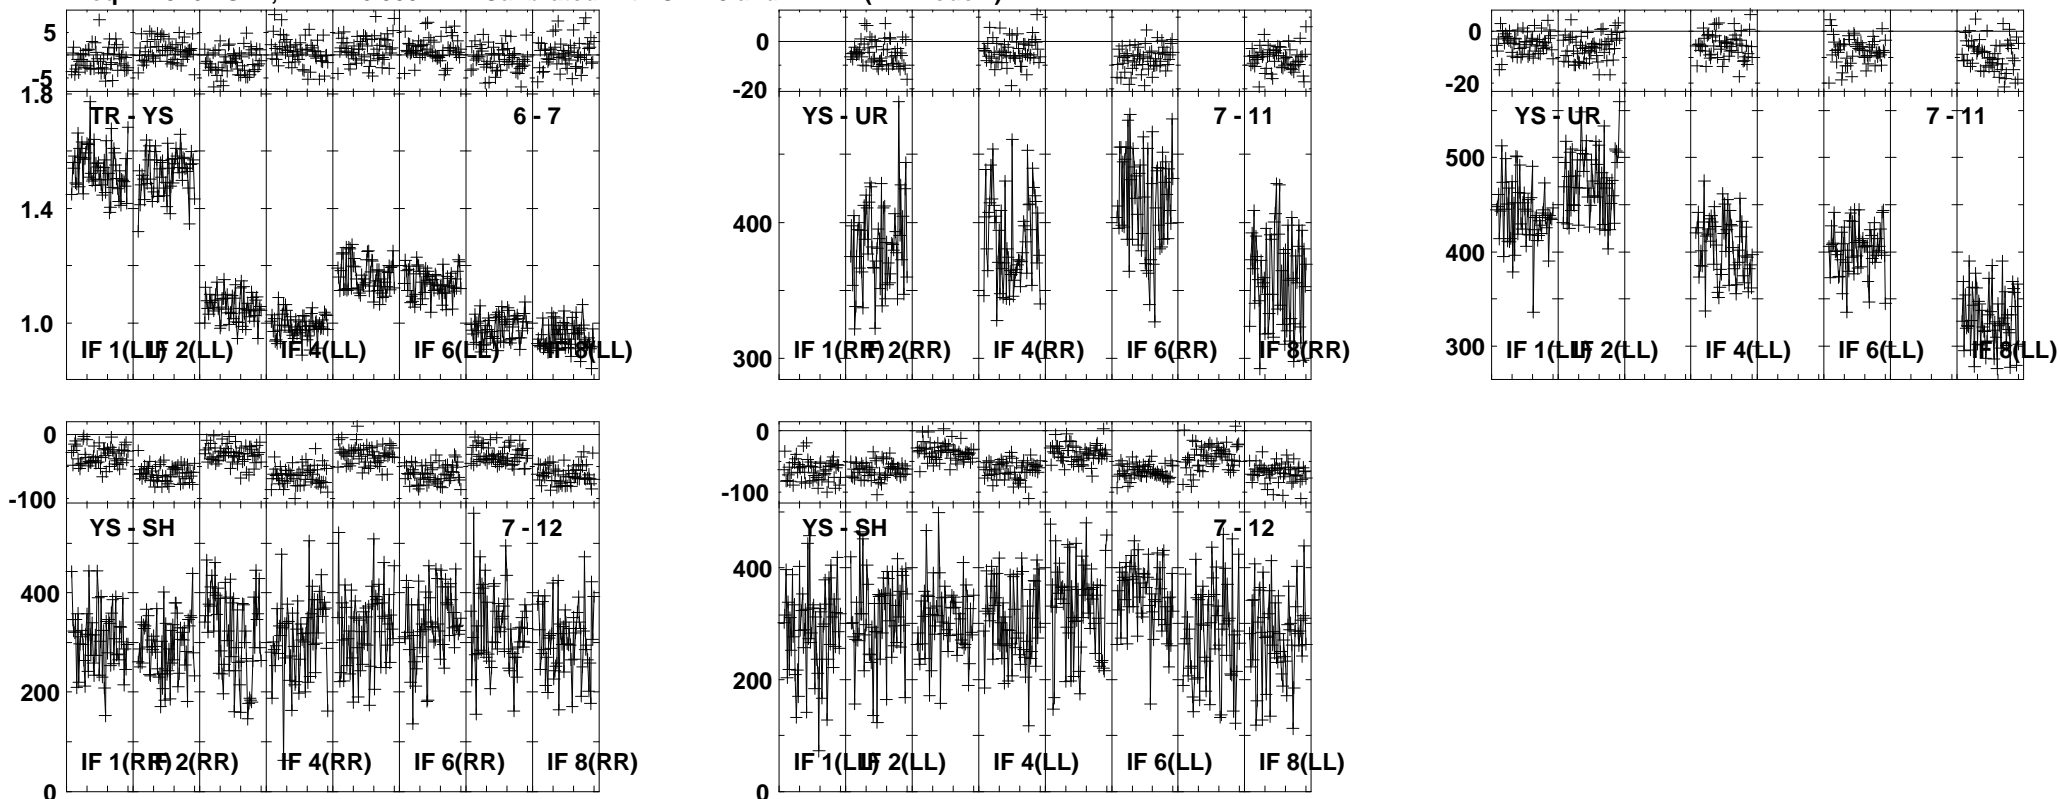 5
-5
1.8
TR - YS 6 - 7
1.4
1.0
IF 1(LL) IF 2(LL) IF 4(LL) IF 6(LL) IF 8(LL)
0
-20
YS - UR 7 - 11
400
300
IF 1(RR) IF 2(RR) IF 4(RR) IF 6(RR) IF 8(RR)
0
-20
YS - UR 7 - 11
500
400
300
IF 1(LL) IF 2(LL) IF 4(LL) IF 6(LL) IF 8(LL)
0
-100
YS - SH 7 - 12
400
200
0
IF 1(RR) IF 2(RR) IF 4(RR) IF 6(RR) IF 8(RR)
0
-100
YS - SH 7 - 12
400
200
0
IF 1(LL) IF 2(LL) IF 4(LL) IF 6(LL) IF 8(LL)